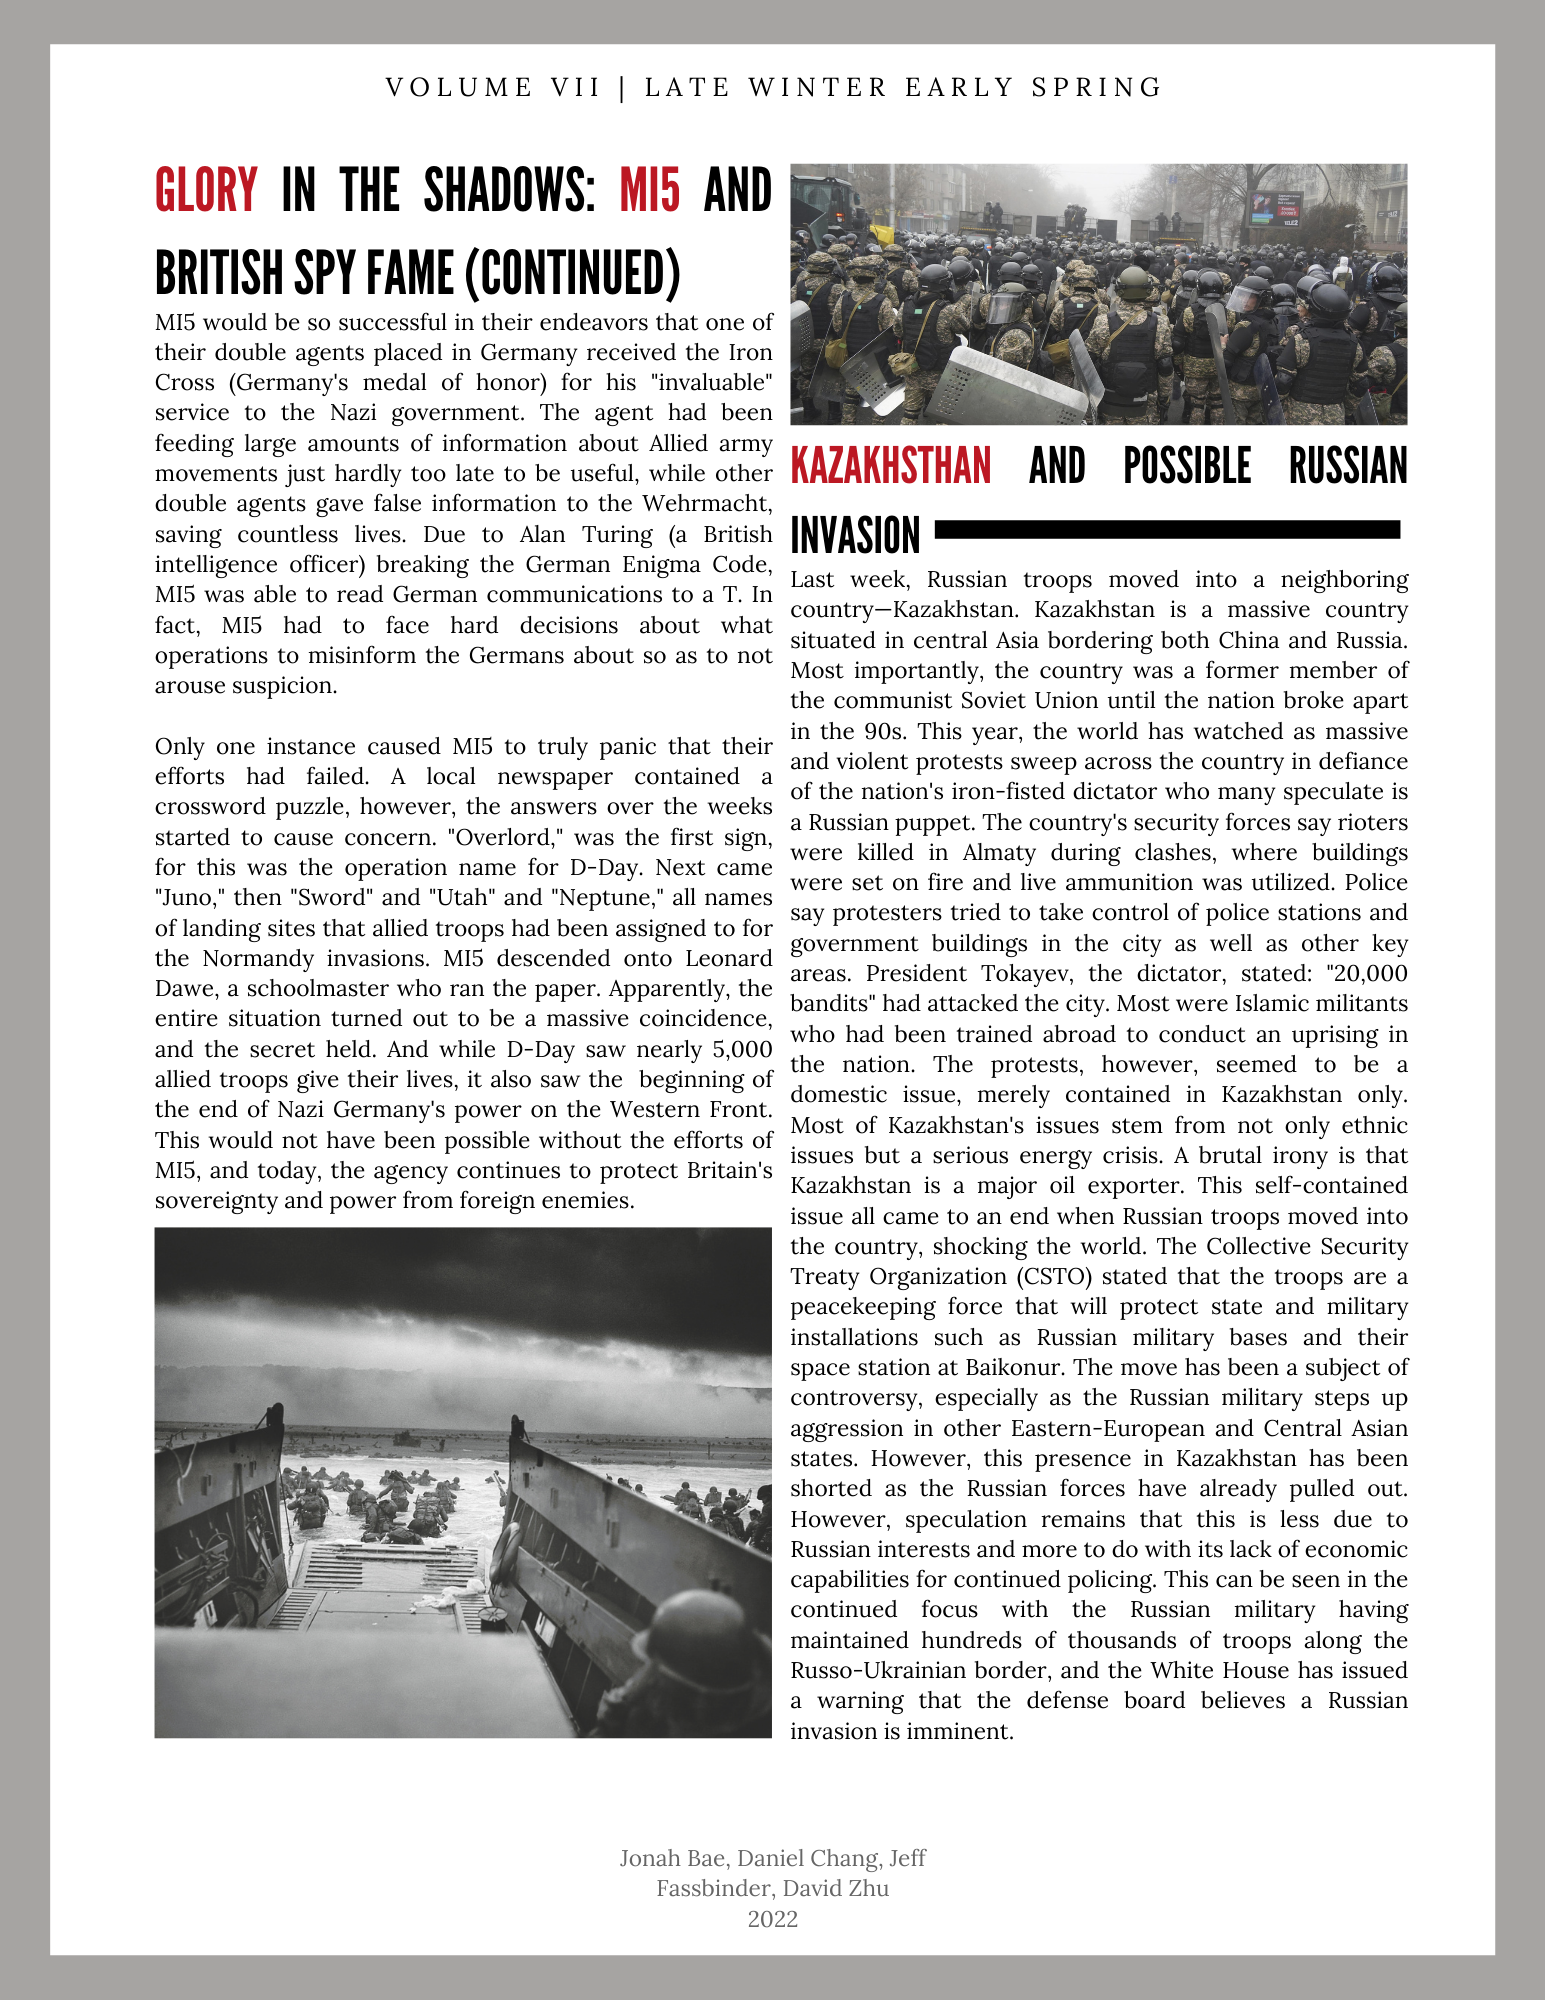 VOLUME VII | LATE WINTER EARLY SPRING
GLORY IN THE SHADOWS: MI5 AND
BRITISH SPY FAME (CONTINUED)
MI5 would be so successful in their endeavors that one of
their double agents placed in Germany received the Iron
Cross (Germany's medal of honor) for his "invaluable"
service to the Nazi government. The agent had been
feeding large amounts of information about Allied army
movements just hardly too late to be useful, while other
double agents gave false information to the Wehrmacht,
saving countless lives. Due to Alan Turing (a British
intelligence officer) breaking the German Enigma Code,
MI5 was able to read German communications to a T. In
fact, MI5 had to face hard decisions about what
operations to misinform the Germans about so as to not
arouse suspicion.
Only one instance caused MI5 to truly panic that their
efforts had failed. A local newspaper contained a
crossword puzzle, however, the answers over the weeks
started to cause concern. "Overlord," was the first sign,
for this was the operation name for D-Day. Next came
"Juno," then "Sword" and "Utah" and "Neptune," all names
of landing sites that allied troops had been assigned to for
the Normandy invasions. MI5 descended onto Leonard
Dawe, a schoolmaster who ran the paper. Apparently, the
entire situation turned out to be a massive coincidence,
and the secret held. And while D-Day saw nearly 5,000
allied troops give their lives, it also saw the beginning of
the end of Nazi Germany's power on the Western Front.
This would not have been possible without the efforts of
MI5, and today, the agency continues to protect Britain's
sovereignty and power from foreign enemies.
KAZAKHSTHAN AND POSSIBLE RUSSIAN
INVASION
Last week, Russian troops moved into a neighboring
country—Kazakhstan. Kazakhstan is a massive country
situated in central Asia bordering both China and Russia.
Most importantly, the country was a former member of
the communist Soviet Union until the nation broke apart
in the 90s. This year, the world has watched as massive
and violent protests sweep across the country in defiance
of the nation's iron-fisted dictator who many speculate is
a Russian puppet. The country's security forces say rioters
were killed in Almaty during clashes, where buildings
were set on fire and live ammunition was utilized. Police
say protesters tried to take control of police stations and
government buildings in the city as well as other key
areas. President Tokayev, the dictator, stated: "20,000
bandits" had attacked the city. Most were Islamic militants
who had been trained abroad to conduct an uprising in
the nation. The protests, however, seemed to be a
domestic issue, merely contained in Kazakhstan only.
Most of Kazakhstan's issues stem from not only ethnic
issues but a serious energy crisis. A brutal irony is that
Kazakhstan is a major oil exporter. This self-contained
issue all came to an end when Russian troops moved into
the country, shocking the world. The Collective Security
Treaty Organization (CSTO) stated that the troops are a
peacekeeping force that will protect state and military
installations such as Russian military bases and their
space station at Baikonur. The move has been a subject of
controversy, especially as the Russian military steps up
aggression in other Eastern-European and Central Asian
states. However, this presence in Kazakhstan has been
shorted as the Russian forces have already pulled out.
However, speculation remains that this is less due to
Russian interests and more to do with its lack of economic
capabilities for continued policing. This can be seen in the
continued focus with the Russian military having
maintained hundreds of thousands of troops along the
Russo-Ukrainian border, and the White House has issued
a warning that the defense board believes a Russian
invasion is imminent.
Jonah Bae, Daniel Chang, Jeff
Fassbinder, David Zhu
2022